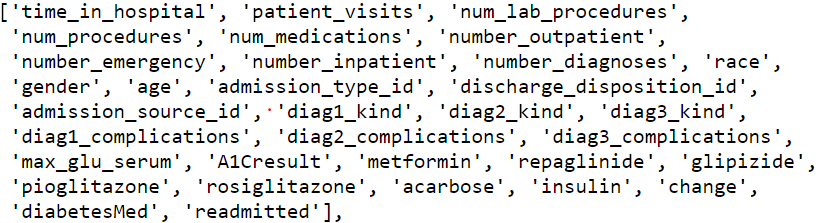 ['time_in_hospital', 'patient_visits', 'num_lab_procedures',
'num_procedures', 'num_medications', 'number_outpatient',
'number_emergency', 'number_inpatient', 'number_diagnoses', 'race',
'gender', 'age', 'admission_type_id', 'discharge_disposition_id',
'admission_source_id', 'diag1_kind', 'diag2_kind', 'diag3_kind',
'diag1_complications', 'diag2_complications', 'diag3_complications',
'max_glu_serum', 'A1Cresult', 'metformin', 'repaglinide', 'glipizide',
'pioglitazone', 'rosiglitazone', 'acarbose', 'insulin', 'change',
'diabetesMed', 'readmitted'],